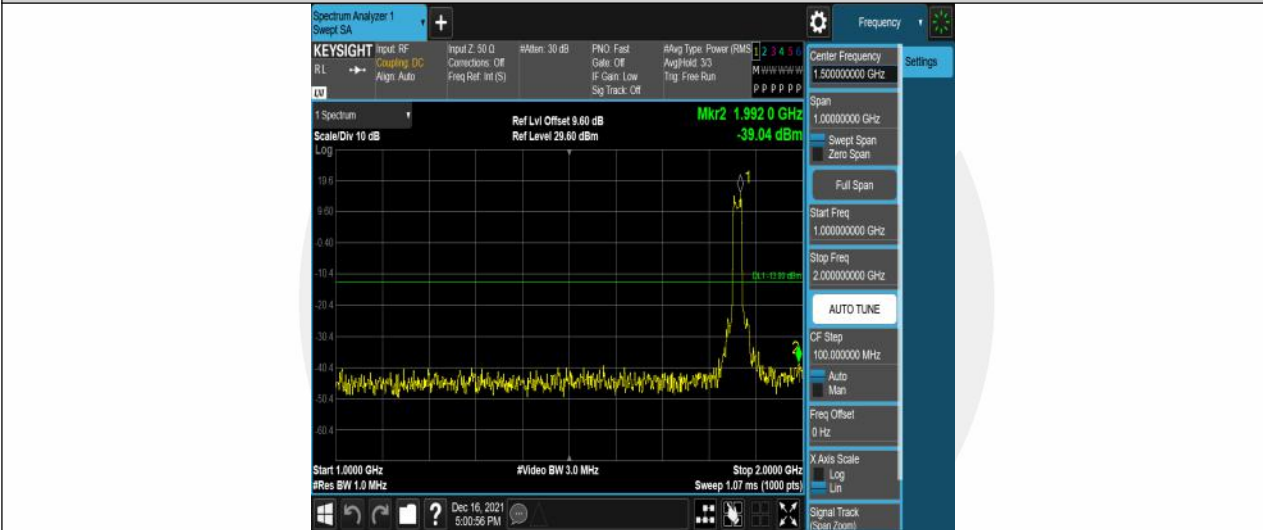 Spectrum Analyzer 1
Swept SA
Frequency
KEYSIGHT
RL
Input: RF
Coupling: DC
Align: Auto
Input Z: 50 Ω
Corrections: Off
Freq Ref: Int (S)
#Atten: 30 dB
PNO: Fast
Gate: Off
IF Gain: Low
Sig Track: Off
#Avg Type: Power (RMS
Avg|Hold: 3/3
Trig: Free Run
1 2 3 4 5 6
M W W W W W
P P P P P P
LV
1 Spectrum
Scale/Div 10 dB
Log
Ref Lvl Offset 9.60 dB
Ref Level 29.60 dBm
Mkr2 1.992 0 GHz
-39.04 dBm
19.6
9.60
-0.40
-10.4
-20.4
-30.4
-40.4
-50.4
-60.4
1
2
DL1 -13.00 dBm
Start 1.0000 GHz
#Res BW 1.0 MHz
#Video BW 3.0 MHz
Stop 2.0000 GHz
Sweep 1.07 ms (1000 pts)
?
Dec 16, 2021
5:00:56 PM
Center Frequency
1.500000000 GHz
Settings
Span
1.00000000 GHz
Swept Span
Zero Span
Full Span
Start Freq
1.000000000 GHz
Stop Freq
2.000000000 GHz
AUTO TUNE
CF Step
100.000000 MHz
Auto
Man
Freq Offset
0 Hz
X Axis Scale
Log
Lin
Signal Track
(Span Zoom)